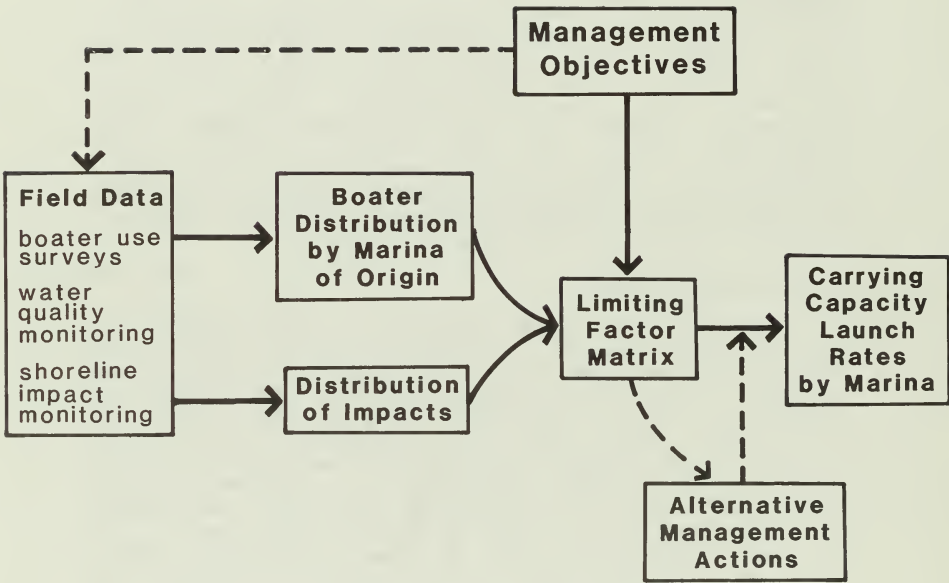 Management
Objectives
Field Data
boater use
surveys
water
quality
monitoring
shoreline
impact
monitoring
Boater
Distribution
by Marina
of Origin
Distribution
of Impacts
Limiting
Factor
Matrix
Carrying
Capacity
Launch
Rates
by Marina
Alternative
Management
Actions